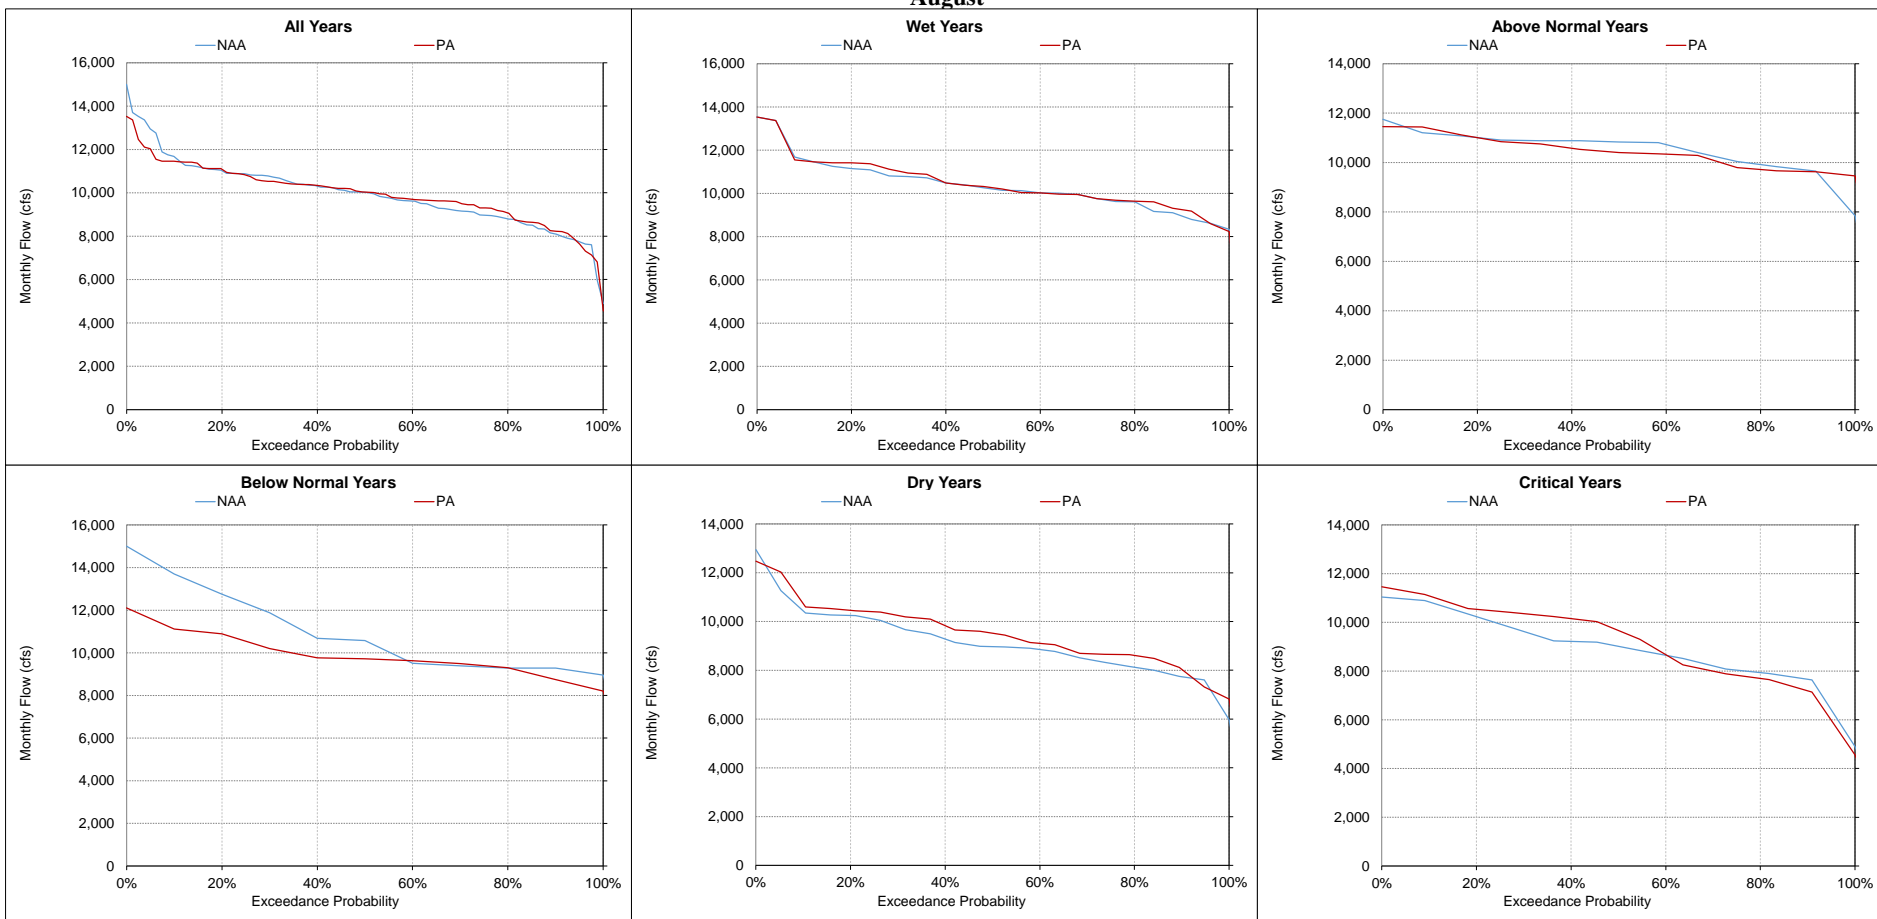 August
All Years
NAA PA
16,000
14,000
12,000
10,000
8,000
6,000
4,000
2,000
0
Monthly Flow (cfs)
0% 20% 40% 60% 80% 100%
Exceedance Probability
Wet Years
NAA PA
16,000
14,000
12,000
10,000
8,000
6,000
4,000
2,000
0
Monthly Flow (cfs)
0% 20% 40% 60% 80% 100%
Exceedance Probability
Above Normal Years
NAA PA
14,000
12,000
10,000
8,000
6,000
4,000
2,000
0
Monthly Flow (cfs)
0% 20% 40% 60% 80% 100%
Exceedance Probability
Below Normal Years
NAA PA
16,000
14,000
12,000
10,000
8,000
6,000
4,000
2,000
0
Monthly Flow (cfs)
0% 20% 40% 60% 80% 100%
Exceedance Probability
Dry Years
NAA PA
14,000
12,000
10,000
8,000
6,000
4,000
2,000
0
Monthly Flow (cfs)
0% 20% 40% 60% 80% 100%
Exceedance Probability
Critical Years
NAA PA
14,000
12,000
10,000
8,000
6,000
4,000
2,000
0
Monthly Flow (cfs)
0% 20% 40% 60% 80% 100%
Exceedance Probability